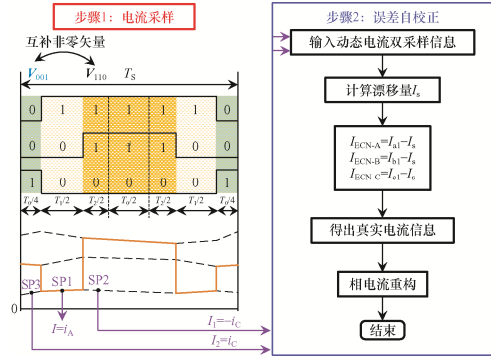 步骤1：电流采样
互补非零矢量
V001 V110 TS
0 1 1 1 1 1 0
0 0 1 1 1 0 0
1 0 0 0 0 0 1
T0/4 T1/2 T2/2 T0/2 T2/2 T1/2 T0/4
SP3 SP1 SP2
0
I=iA
I1=-iC
I2=iC
步骤2：误差自校正
输入动态电流双采样信息
计算漂移量Is
IECN-A=Ia1-Is
IECN-B=Ib1-Is
IECN C=Ic1-Is
得出真实电流信息
相电流重构
结束